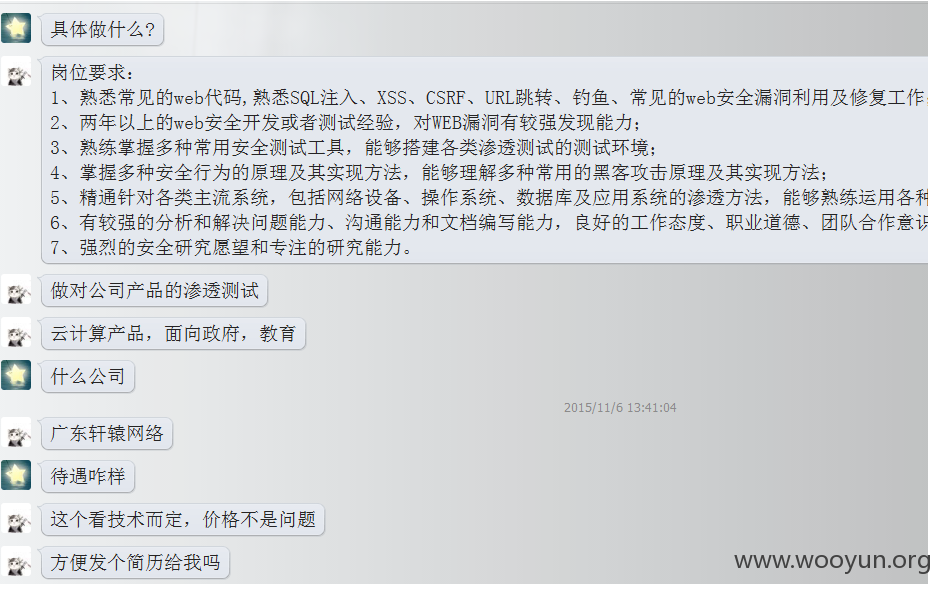 具体做什么?
岗位要求：
1、熟悉常见的web代码,熟悉SQL注入、XSS、CSRF、URL跳转、钓鱼、常见的web安全漏洞利用及修复工作
2、两年以上的web安全开发或者测试经验，对WEB漏洞有较强发现能力；
3、熟练掌握多种常用安全测试工具，能够搭建各类渗透测试的测试环境；
4、掌握多种安全行为的原理及其实现方法，能够理解多种常用的黑客攻击原理及其实现方法；
5、精通针对各类主流系统，包括网络设备、操作系统、数据库及应用系统的渗透方法，能够熟练运用各种
6、有较强的分析和解决问题能力、沟通能力和文档编写能力，良好的工作态度、职业道德、团队合作意识
7、强烈的安全研究愿望和专注的研究能力。
做对公司产品的渗透测试
云计算产品，面向政府，教育
什么公司
2015/11/6 13:41:04
广东轩辕网络
待遇咋样
这个看技术而定，价格不是问题
方便发个简历给我吗
www.wooyun.org